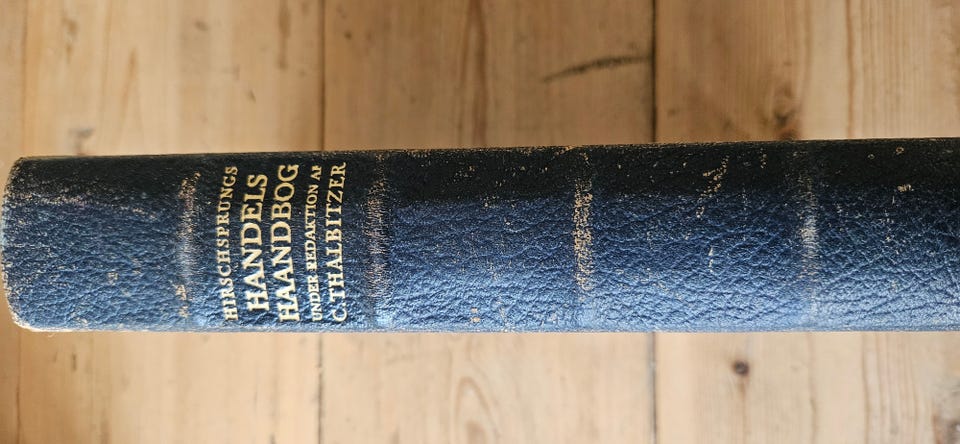 HIRSCHSPRUNGS
HANDELS
HAANDBOG
UNDER REDAKTION AF
C. THALBITZER